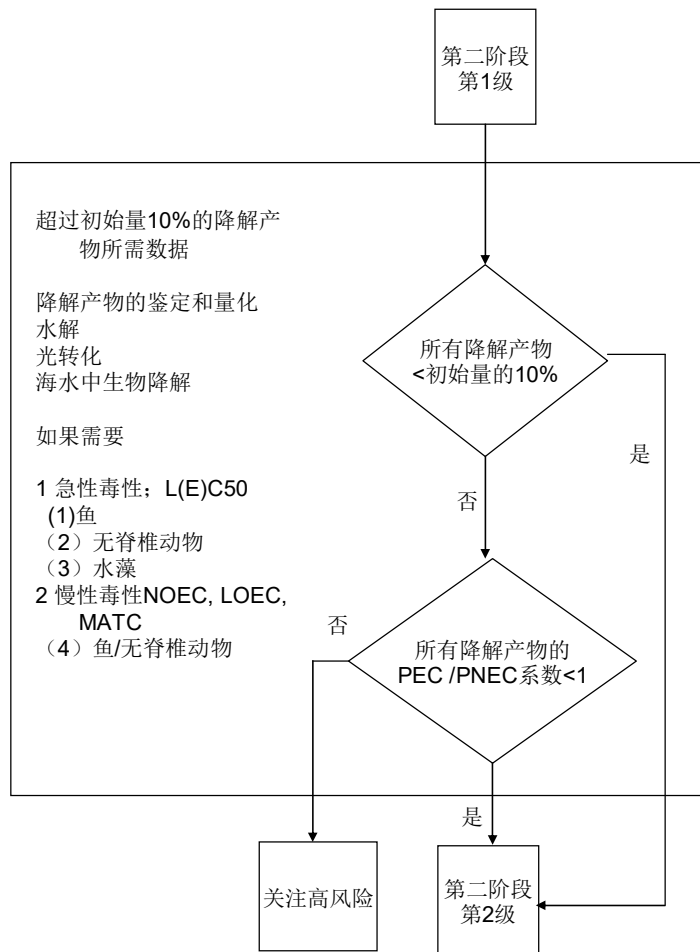 第二阶段
第1级
超过初始量10%的降解产
物所需数据
降解产物的鉴定和量化
水解
光转化
海水中生物降解
如果需要
1 急性毒性；L(E)C50
(1)鱼
（2）无脊椎动物
（3）水藻
2 慢性毒性NOEC, LOEC,
MATC
（4）鱼/无脊椎动物
所有降解产物
<初始量的10%
是
否
所有降解产物的
PEC /PNEC系数<1
否
是
关注高风险
第二阶段
第2级